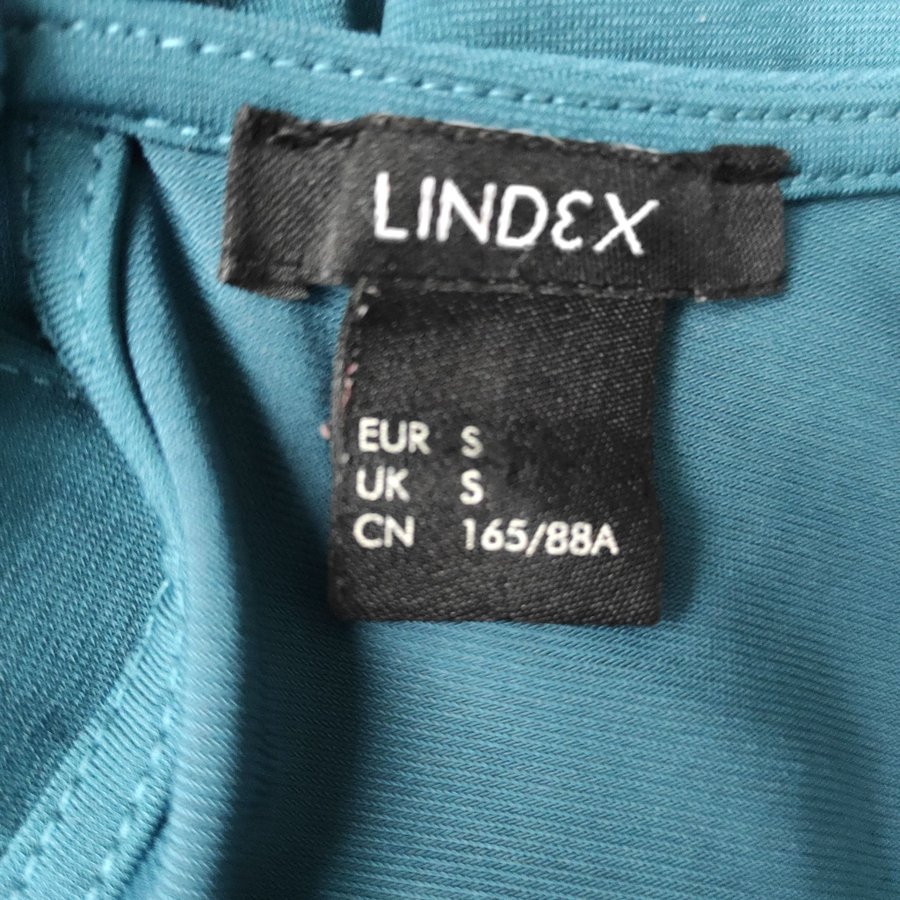 LINDEX
EUR S
UK S
CN 165/88A